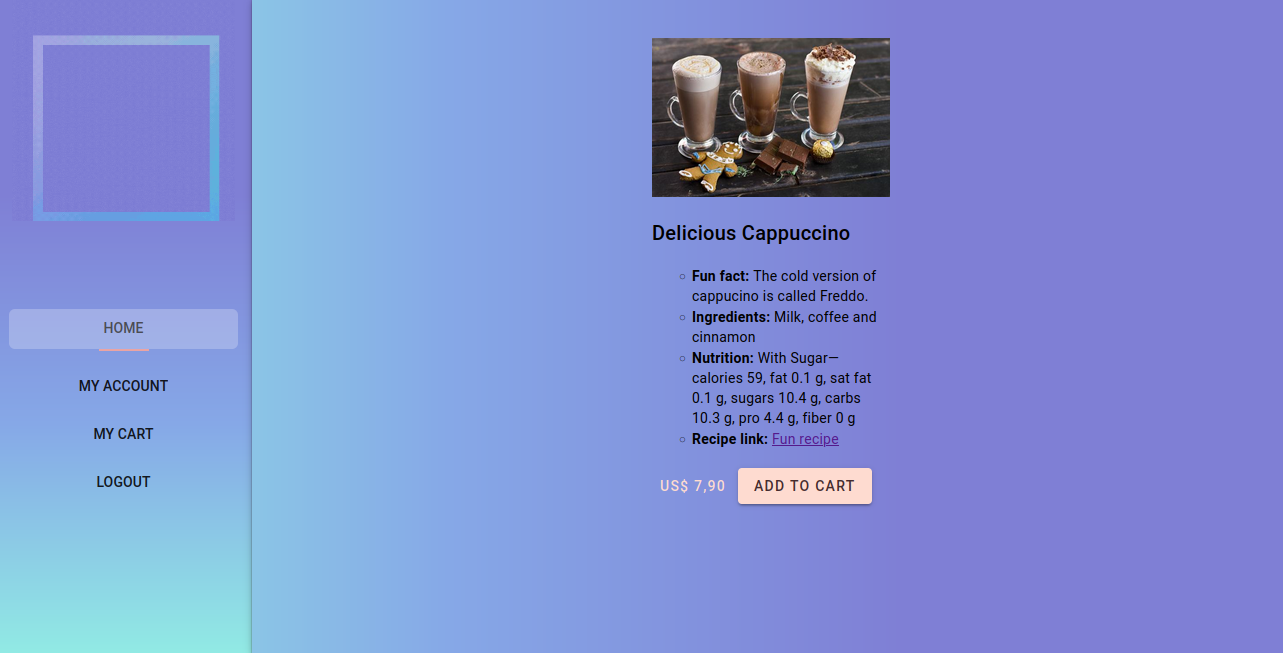 HOME
MY ACCOUNT
MY CART
LOGOUT
Delicious Cappuccino
Fun fact: The cold version of
cappucino is called Freddo.
Ingredients: Milk, coffee and
cinnamon
Nutrition: With Sugar—
calories 59, fat 0.1 g, sat fat
0.1 g, sugars 10.4 g, carbs
10.3 g, pro 4.4 g, fiber 0 g
Recipe link: Fun recipe
US$ 7,90 ADD TO CART